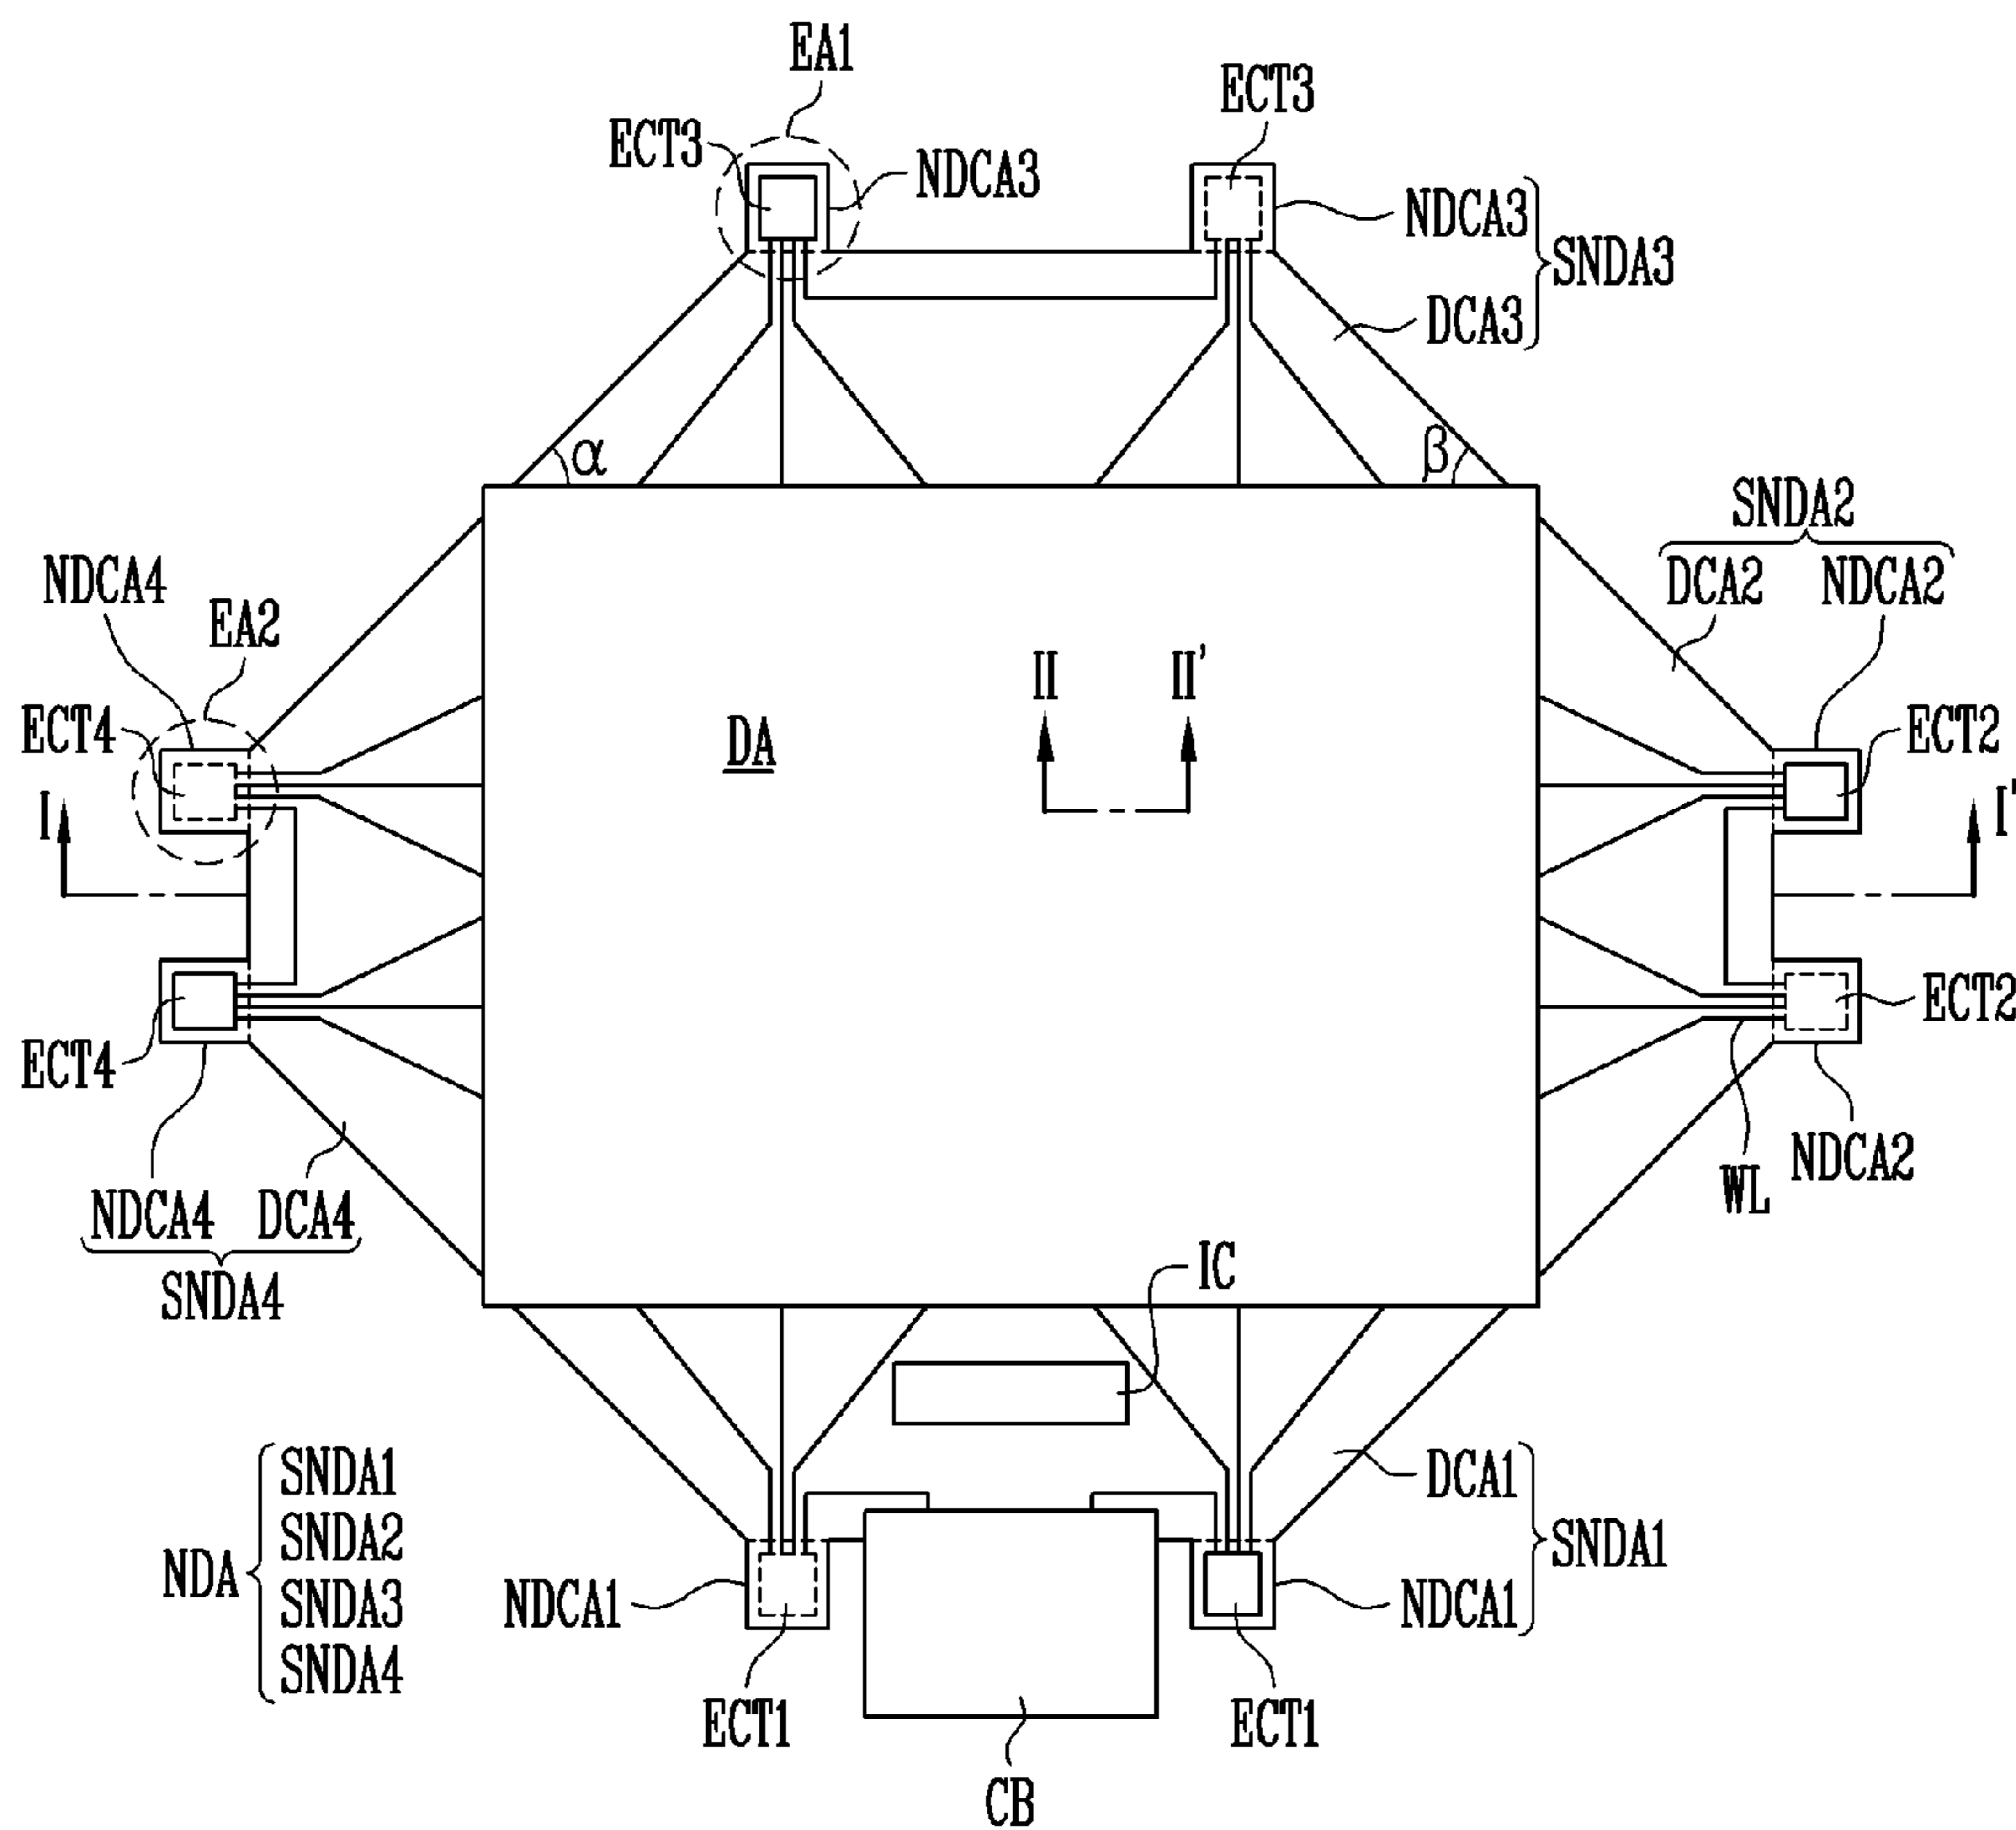 EA1
ECT3
ECT3
NDCA3
NDCA3
SNDA3
DCA3
α
β
SNDA2
NDCA4
DCA2
NDCA2
EA2
II
II'
ECT4
DA
ECT2
I
I'
ECT2
ECT4
NDCA2
WL
NDCA4
DCA4
IC
SNDA4
DCA1
SNDA1
SNDA2
SNDA1
NDA
NDCA1
NDCA1
SNDA3
SNDA4
ECT1
ECT1
CB